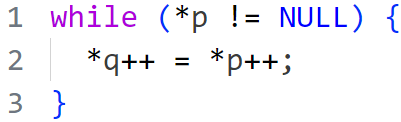 1 while (*p != NULL) {
2   *q++ = *p++;
3 }